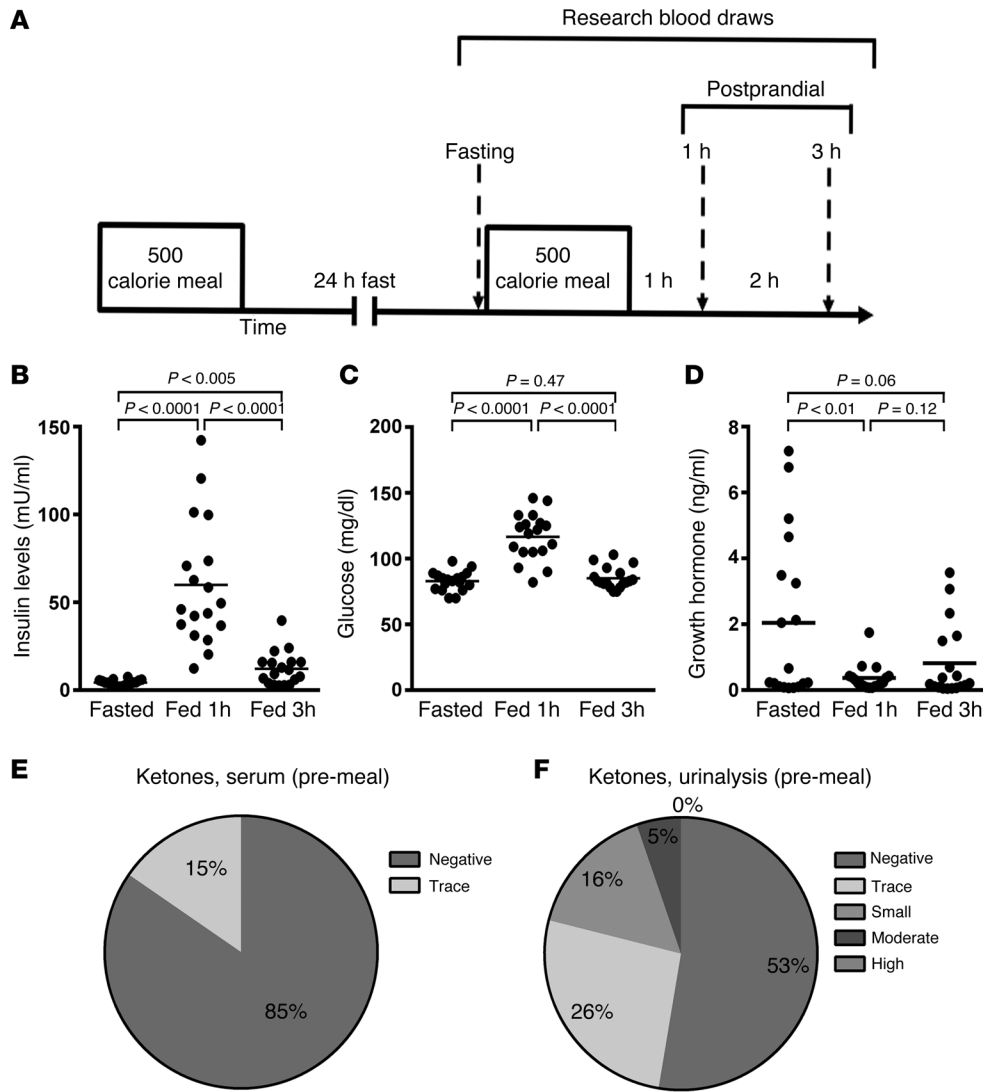 A
Research blood draws
Postprandial
Fasting
1 h
3 h
500
calorie meal
24 h fast
500
calorie meal
1 h
2 h
Time
B
P < 0.005
P < 0.0001
P < 0.0001
Insulin levels (mU/ml)
150
100
50
0
Fasted
Fed 1h
Fed 3h
C
P = 0.47
P < 0.0001
P < 0.0001
Glucose (mg/dl)
200
150
100
50
0
Fasted
Fed 1h
Fed 3h
D
P = 0.06
P < 0.01
P = 0.12
Growth hormone (ng/ml)
8
6
4
2
0
Fasted
Fed 1h
Fed 3h
E
Ketones, serum (pre-meal)
15%
85%
Negative
Trace
F
Ketones, urinalysis (pre-meal)
0%
5%
16%
26%
53%
Negative
Trace
Small
Moderate
High